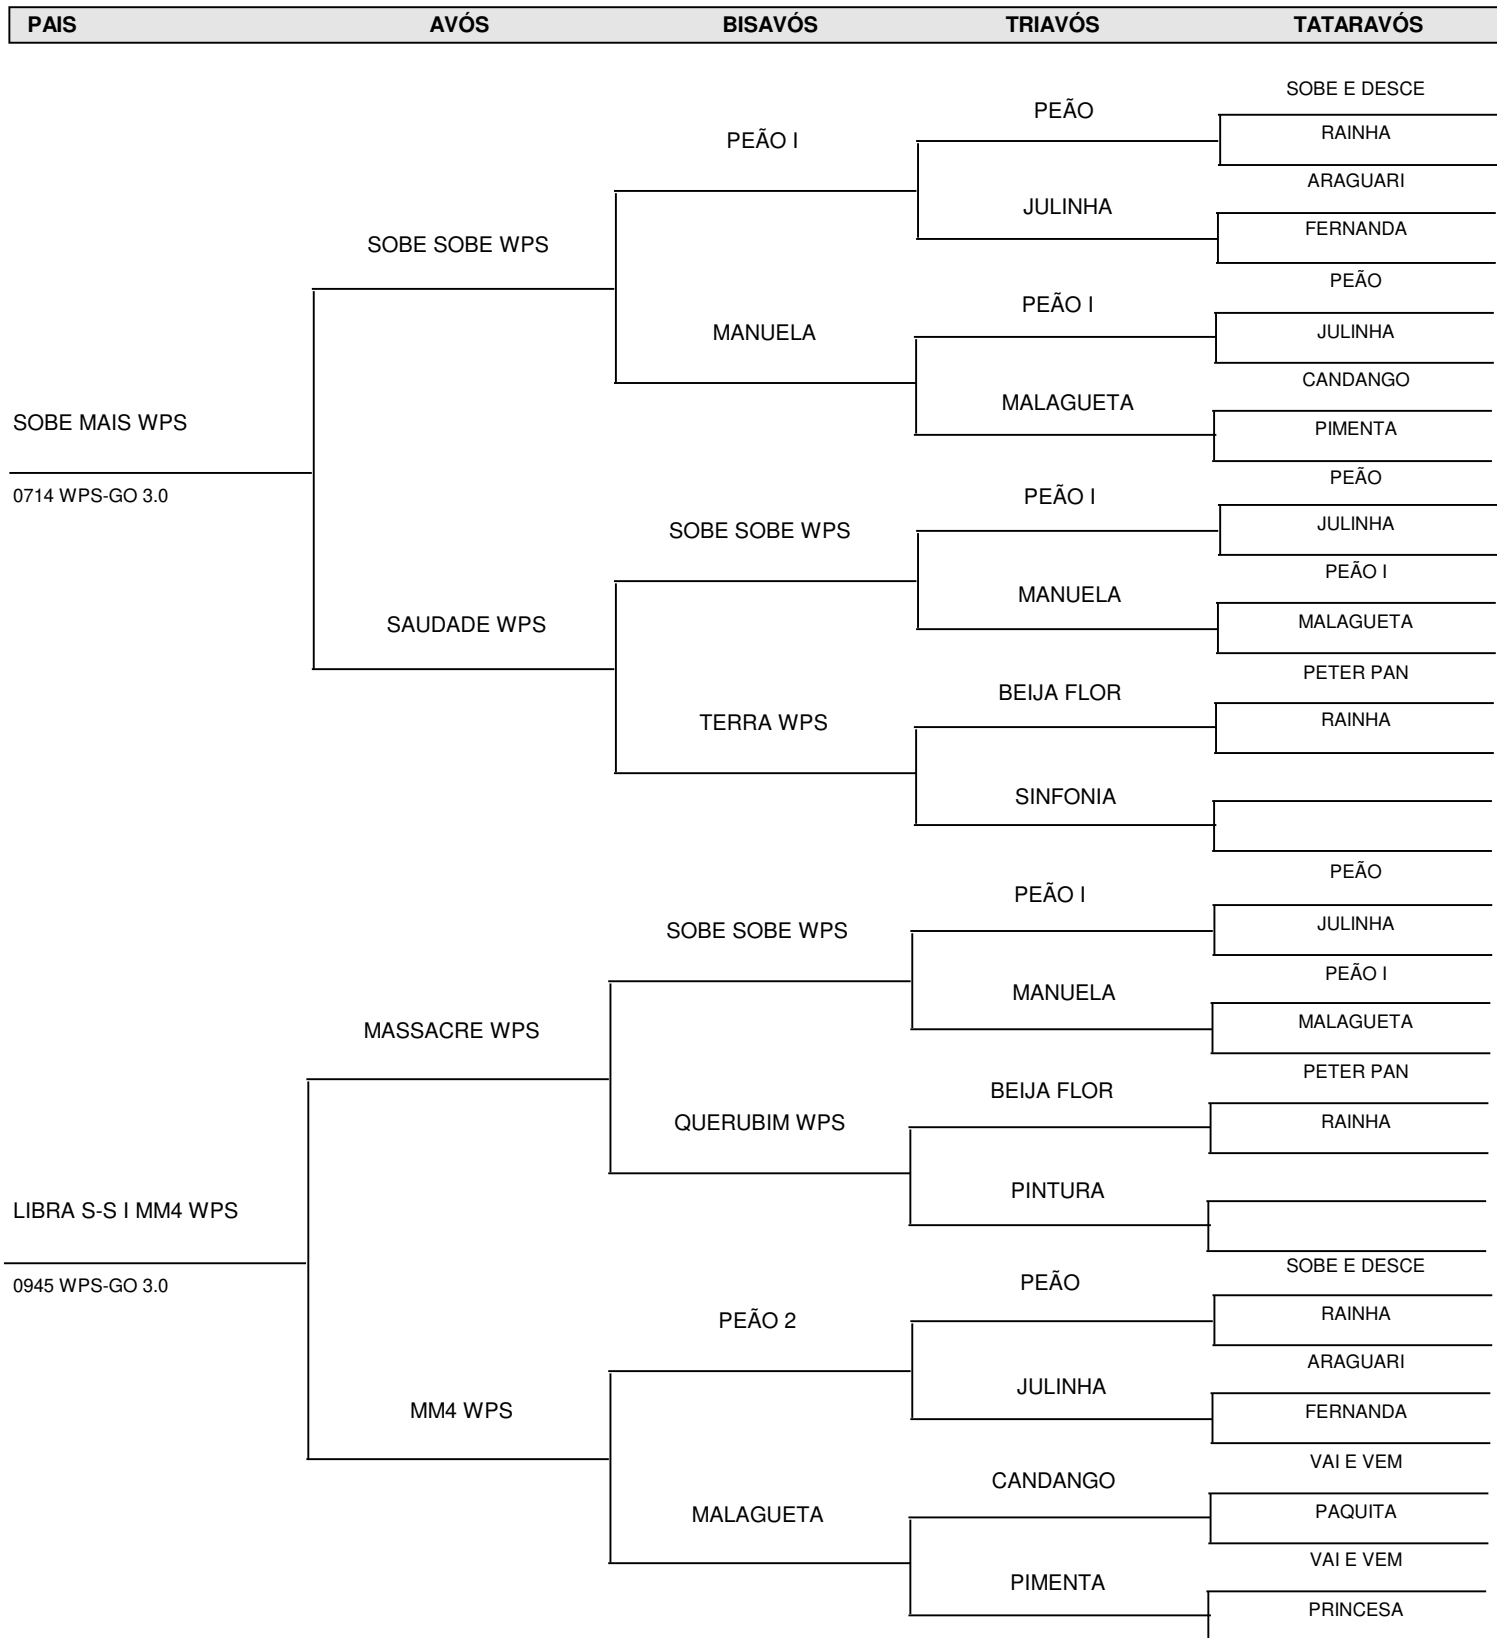 PAIS AVÓS BISAVÓS TRIAVÓS TATARAVÓS
SOBE E DESCE
PEÃO
RAINHA
PEÃO I
ARAGUARI
JULINHA
FERNANDA
SOBE SOBE WPS
PEÃO
PEÃO I
JULINHA
MANUELA
CANDANGO
MALAGUETA
SOBE MAIS WPS
PIMENTA
PEÃO
0714 WPS-GO 3.0
PEÃO I
JULINHA
SOBE SOBE WPS
PEÃO I
MANUELA
MALAGUETA
SAUDADE WPS
PETER PAN
BEIJA FLOR
RAINHA
TERRA WPS
SINFONIA
PEÃO
PEÃO I
JULINHA
SOBE SOBE WPS
PEÃO I
MANUELA
MALAGUETA
MASSACRE WPS
PETER PAN
BEIJA FLOR
RAINHA
QUERUBIM WPS
PINTURA
LIBRA S-S I MM4 WPS
SOBE E DESCE
0945 WPS-GO 3.0
PEÃO
RAINHA
PEÃO 2
ARAGUARI
JULINHA
FERNANDA
MM4 WPS
VAI E VEM
CANDANGO
PAQUITA
MALAGUETA
VAI E VEM
PIMENTA
PRINCESA